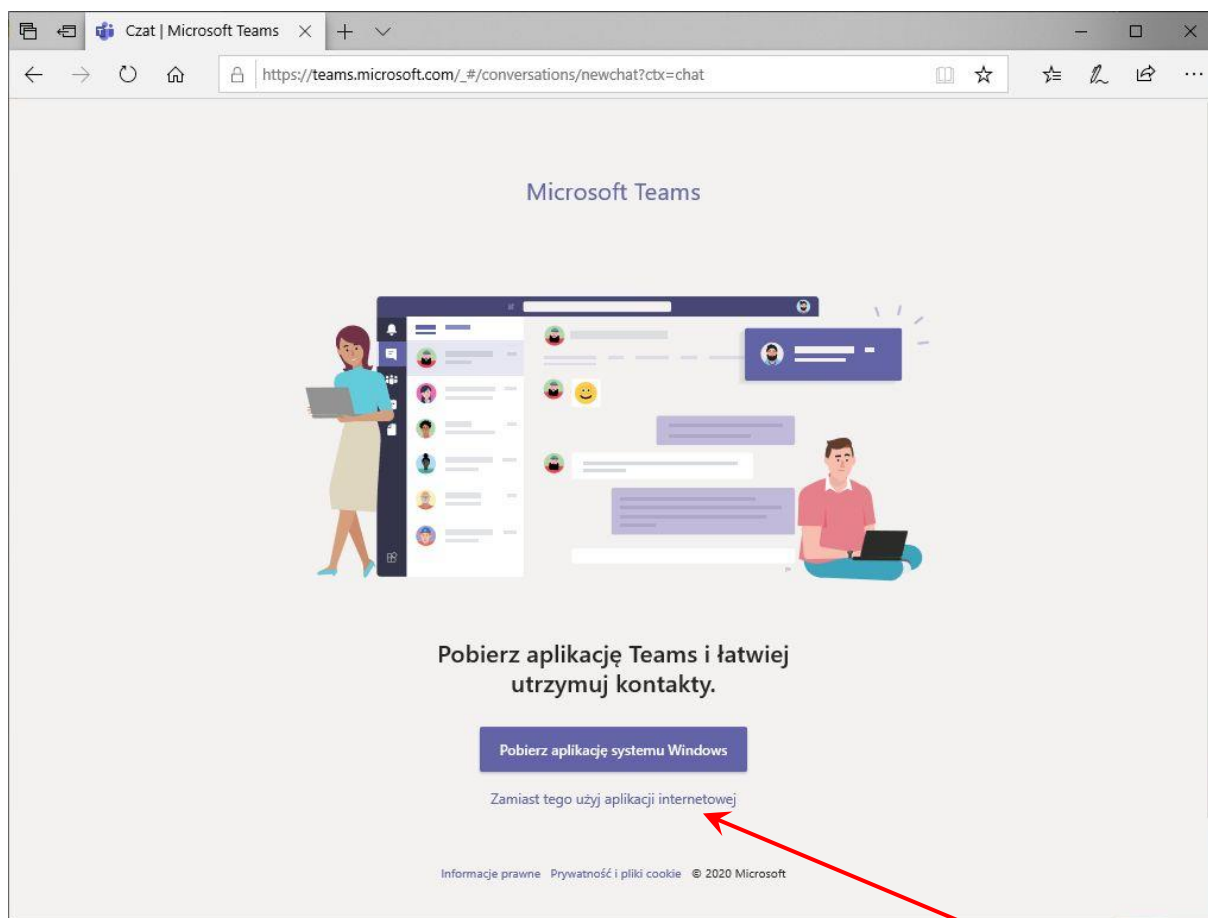 Czat | Microsoft Teams
https://teams.microsoft.com/_#/conversations/newchat?ctx=chat
Microsoft Teams
Pobierz aplikację Teams i łatwiej
utrzymuj kontakty.
Pobierz aplikację systemu Windows
Zamiast tego użyj aplikacji internetowej
Informacje prawne Prywatność i pliki cookie © 2020 Microsoft